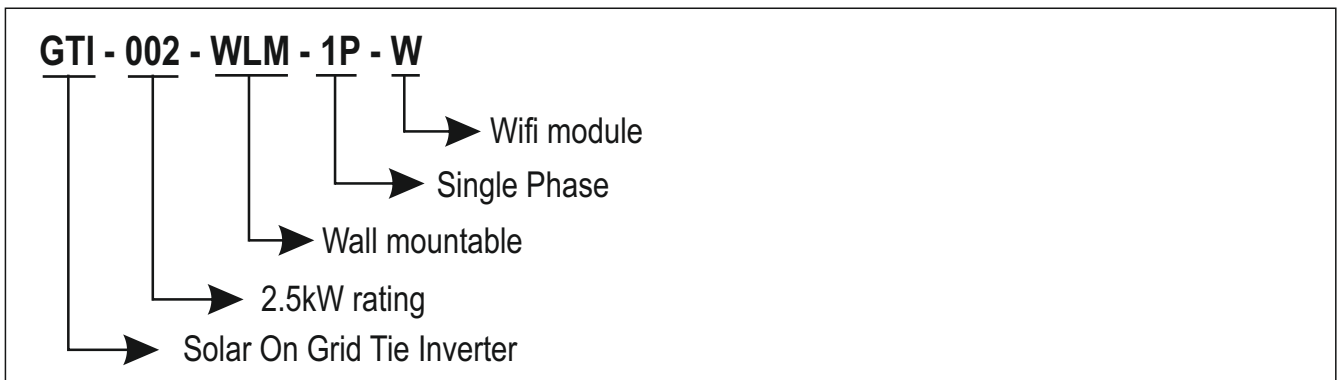 GTI - 002 - WLM - 1P - W
Wifi module
Single Phase
Wall mountable
2.5kW rating
Solar On Grid Tie Inverter